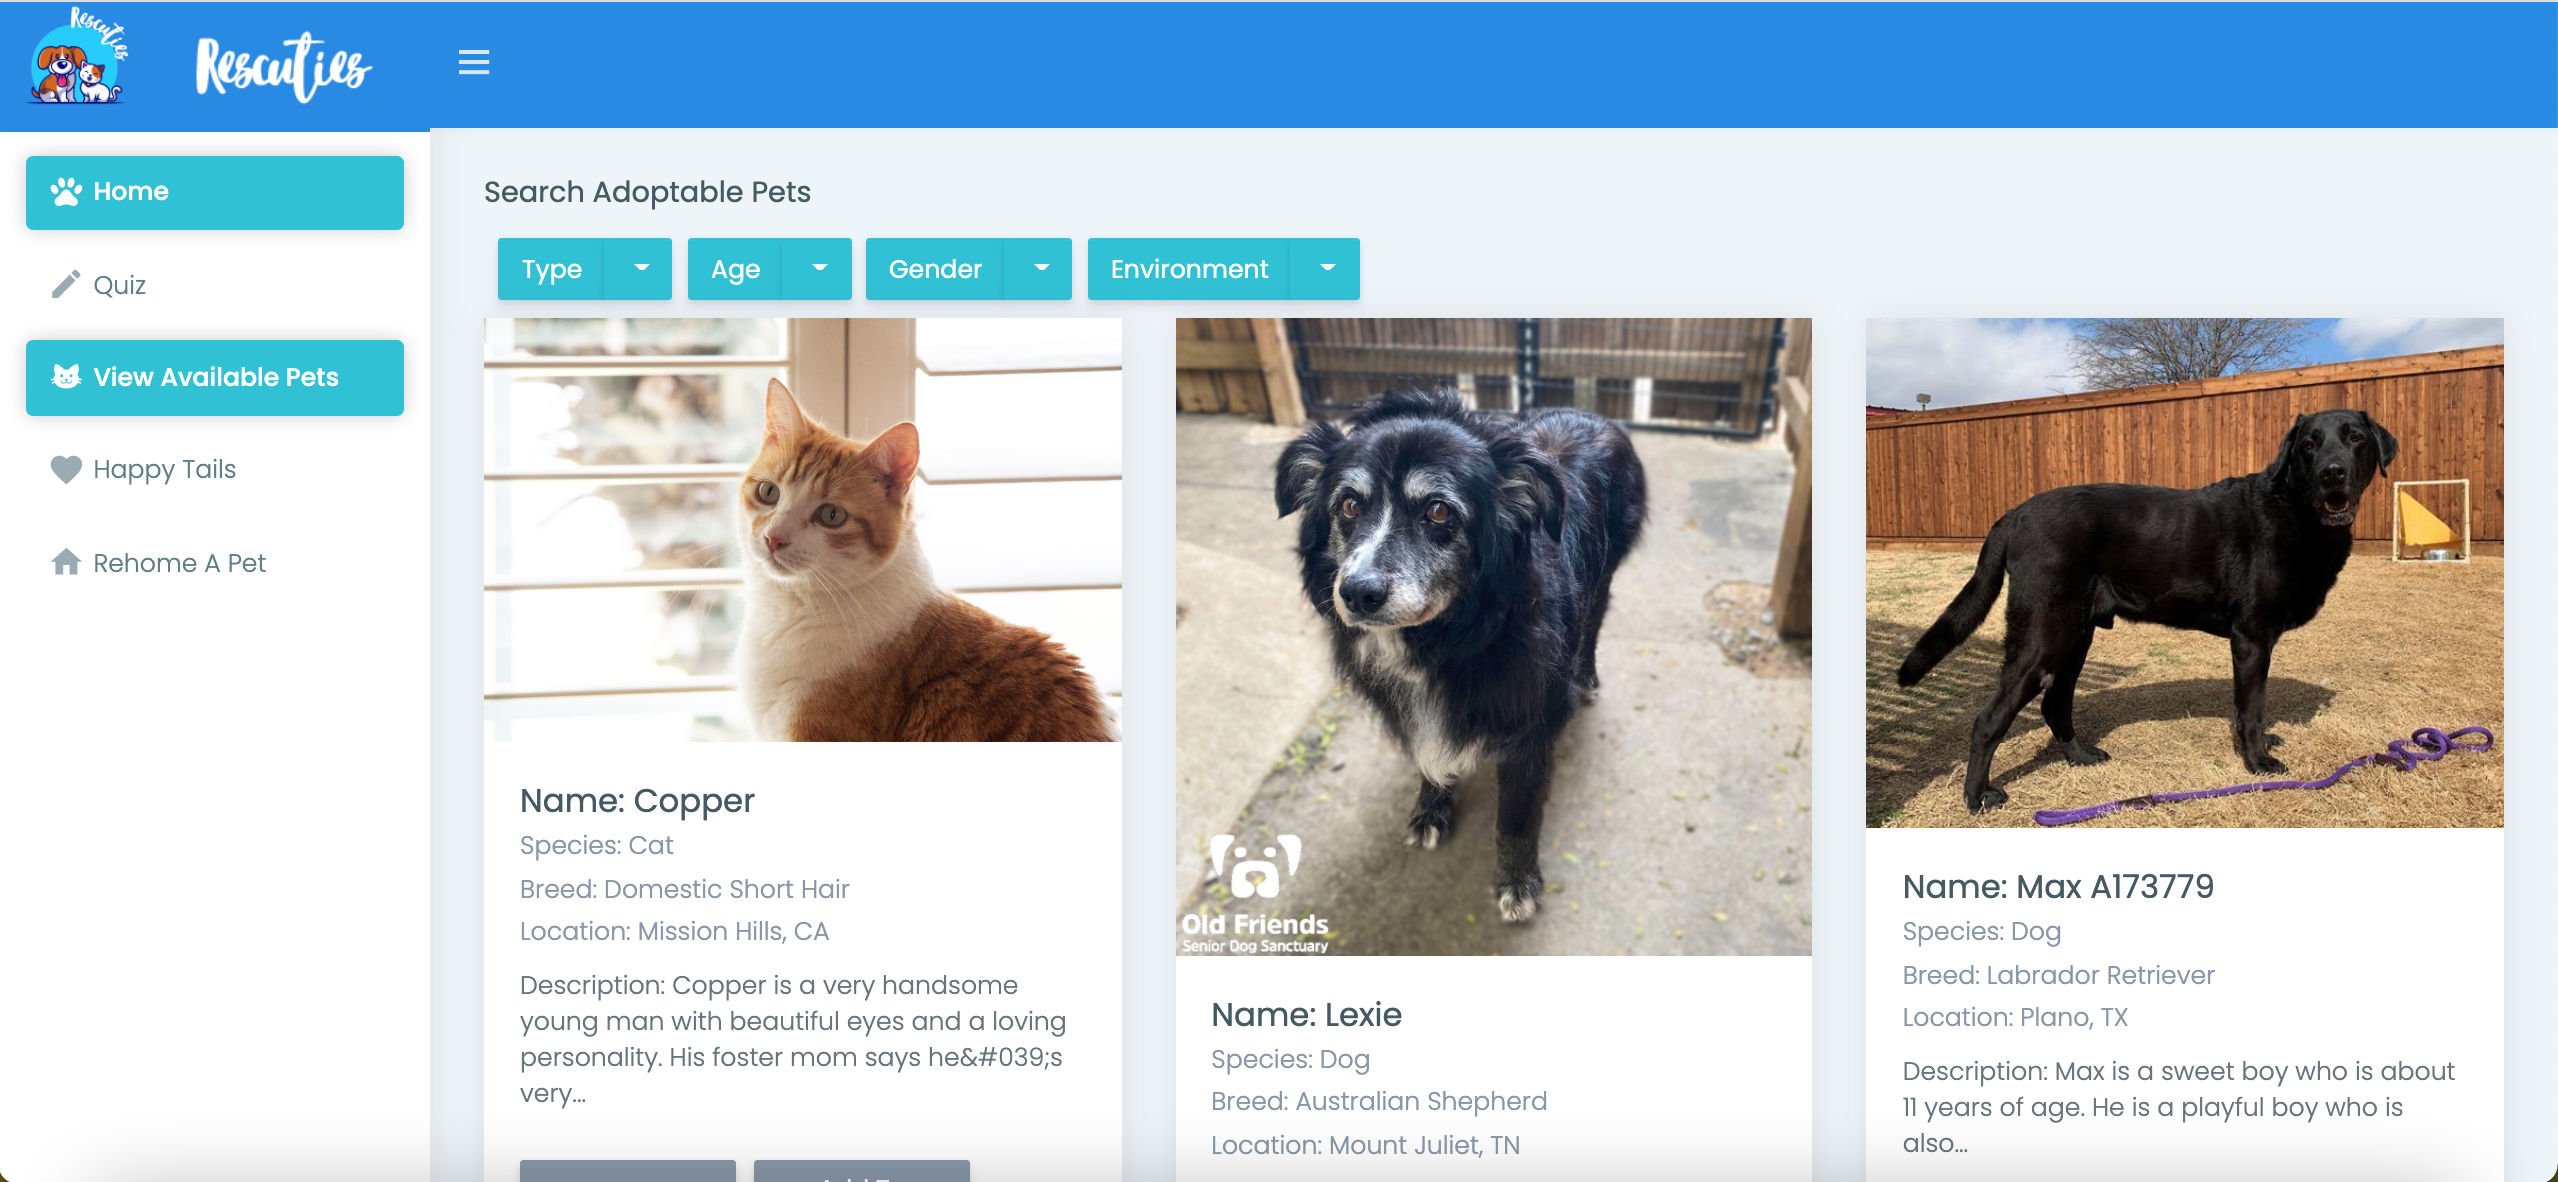 Rescuties
Rescuties
Home
Quiz
View Available Pets
Happy Tails
Rehome A Pet
Search Adoptable Pets
Type
Age
Gender
Environment
Name: Copper
Species: Cat
Breed: Domestic Short Hair
Location: Mission Hills, CA
Description: Copper is a very handsome
young man with beautiful eyes and a loving
personality. His foster mom says he&#039;s
very...
Old Friends
Senior Dog Sanctuary
Name: Lexie
Species: Dog
Breed: Australian Shepherd
Location: Mount Juliet, TN
Name: Max A173779
Species: Dog
Breed: Labrador Retriever
Location: Plano, TX
Description: Max is a sweet boy who is about
11 years of age. He is a playful boy who is
also...